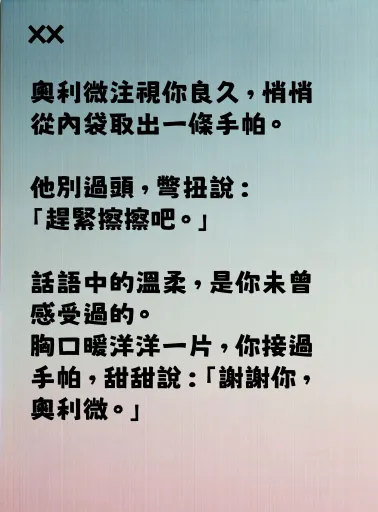 XX
奧利微注視你良久，悄悄
從內袋取出一條手帕。
他別過頭，彆扭說：
「趕緊擦擦吧。」
話語中的溫柔，是你未曾
感受過的。
胸口暖洋洋一片，你接過
手帕，甜甜說：「謝謝你，
奧利微。」